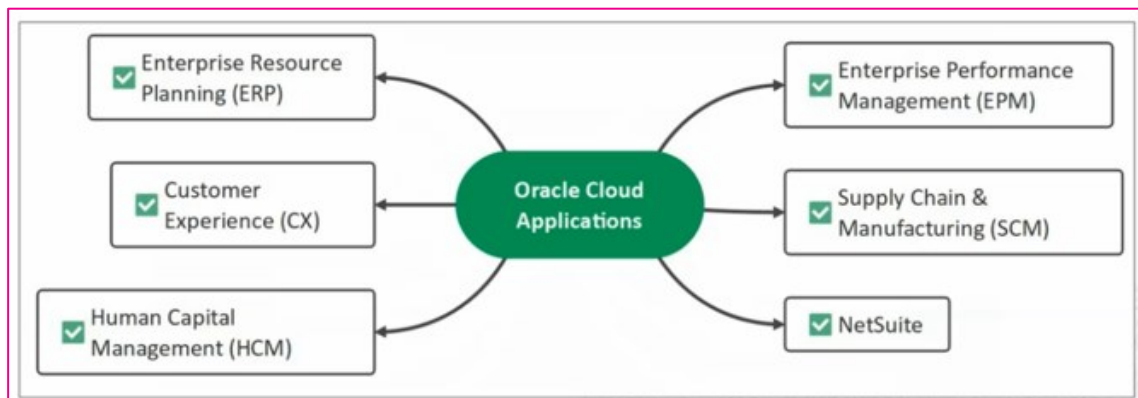 Enterprise Resource
Planning (ERP)
Customer
Experience (CX)
Human Capital
Management (HCM)
Oracle Cloud
Applications
Enterprise Performance
Management (EPM)
Supply Chain &
Manufacturing (SCM)
NetSuite